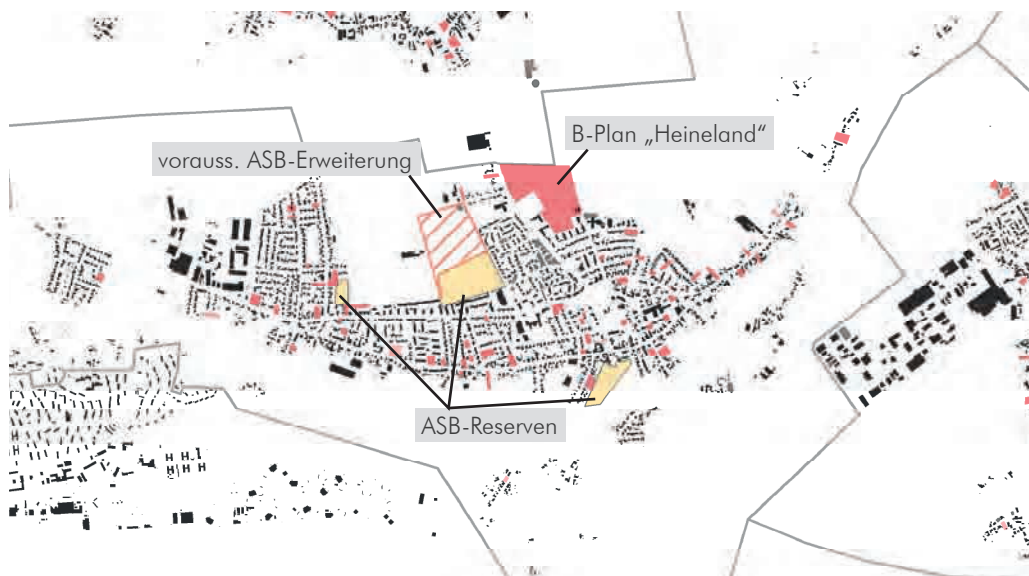 B-Plan „Heineland“
vorauss. ASB-Erweiterung
ASB-Reserven